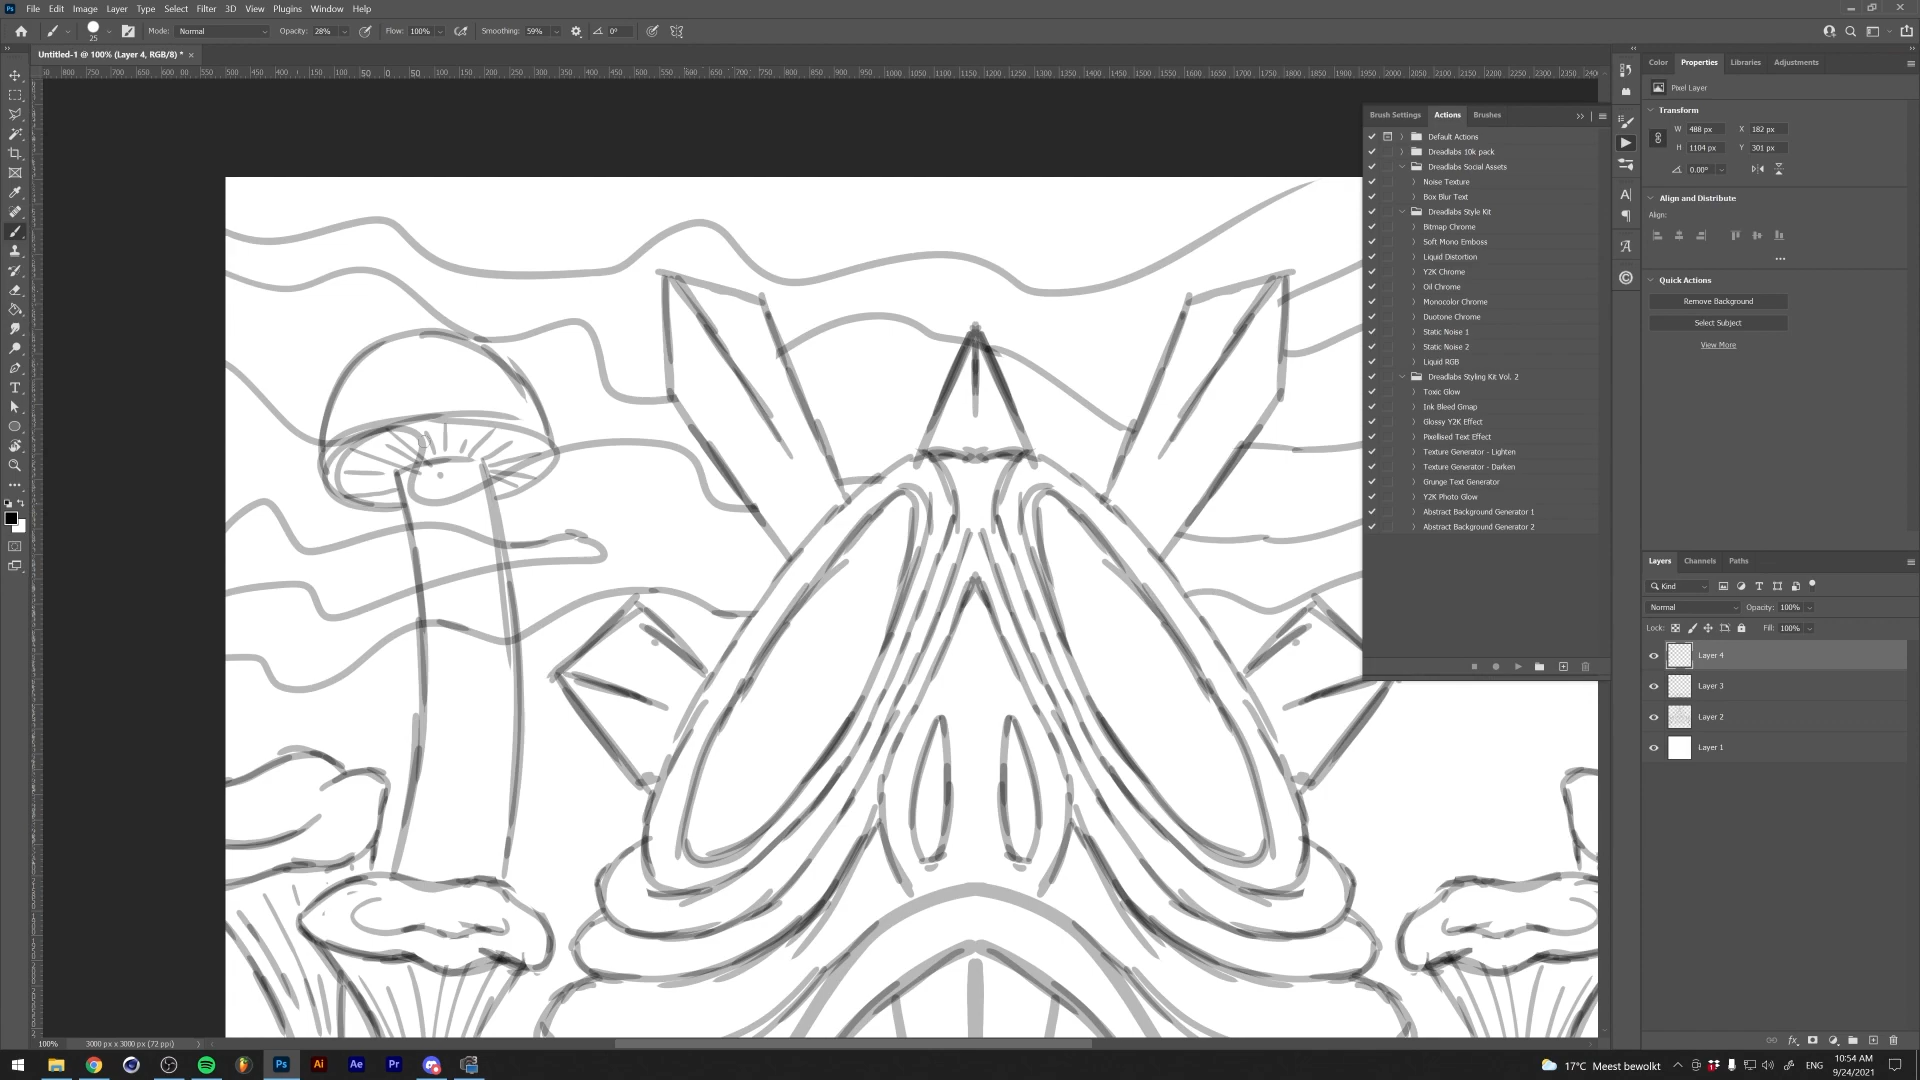 File Edit Image Layer Type Select Filter 3D View Plugins Window Help
25 Mode: Normal Opacity: 28% Flow: 100% Smoothing: 59% 0°
Untitled-1 @ 100% (Layer 4, RGB/8) *
Color Properties Libraries Adjustments
Pixel Layer
Transform
W 488 px X 182 px
H 1104 px Y 301 px
0.00°
Align and Distribute
Align:
Quick Actions
Remove Background
Select Subject
View More
Brush Settings Actions Brushes
Default Actions
Dreadlabs 10k pack
Dreadlabs Social Assets
Noise Texture
Box Blur Text
Dreadlabs Style Kit
Bitmap Chrome
Soft Mono Emboss
Liquid Distortion
Y2K Chrome
Oil Chrome
Monocolor Chrome
Duotone Chrome
Static Noise 1
Static Noise 2
Liquid RGB
Dreadlabs Styling Kit Vol. 2
Toxic Glow
Ink Bleed Gmap
Glossy Y2K Effect
Pixellised Text Effect
Texture Generator - Lighten
Texture Generator - Darken
Grunge Text Generator
Y2K Photo Glow
Abstract Background Generator 1
Abstract Background Generator 2
Layers Channels Paths
Kind
Normal Opacity: 100%
Lock: Fill: 100%
Layer 4
Layer 3
Layer 2
Layer 1
100% 3000 px x 3000 px (72 ppi)
Ps Ai Ae Pr
17°C Meest bewolkt ENG
10:54 AM
9/24/2021